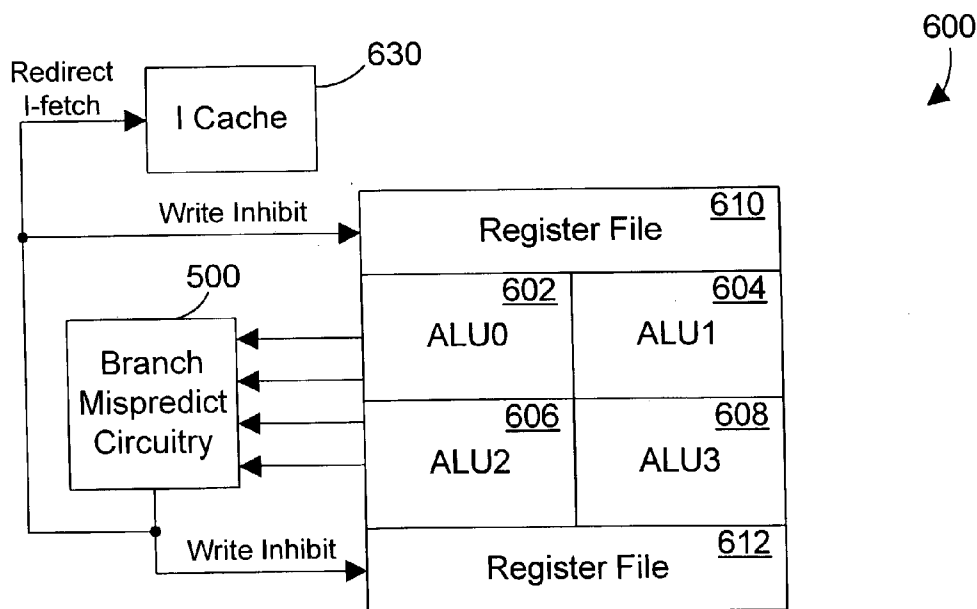 600
630
Redirect
I-fetch
I Cache
Write Inhibit
610
Register File
500
602
604
ALU0
ALU1
Branch
Mispredict
Circuitry
606
608
ALU2
ALU3
Write Inhibit
612
Register File